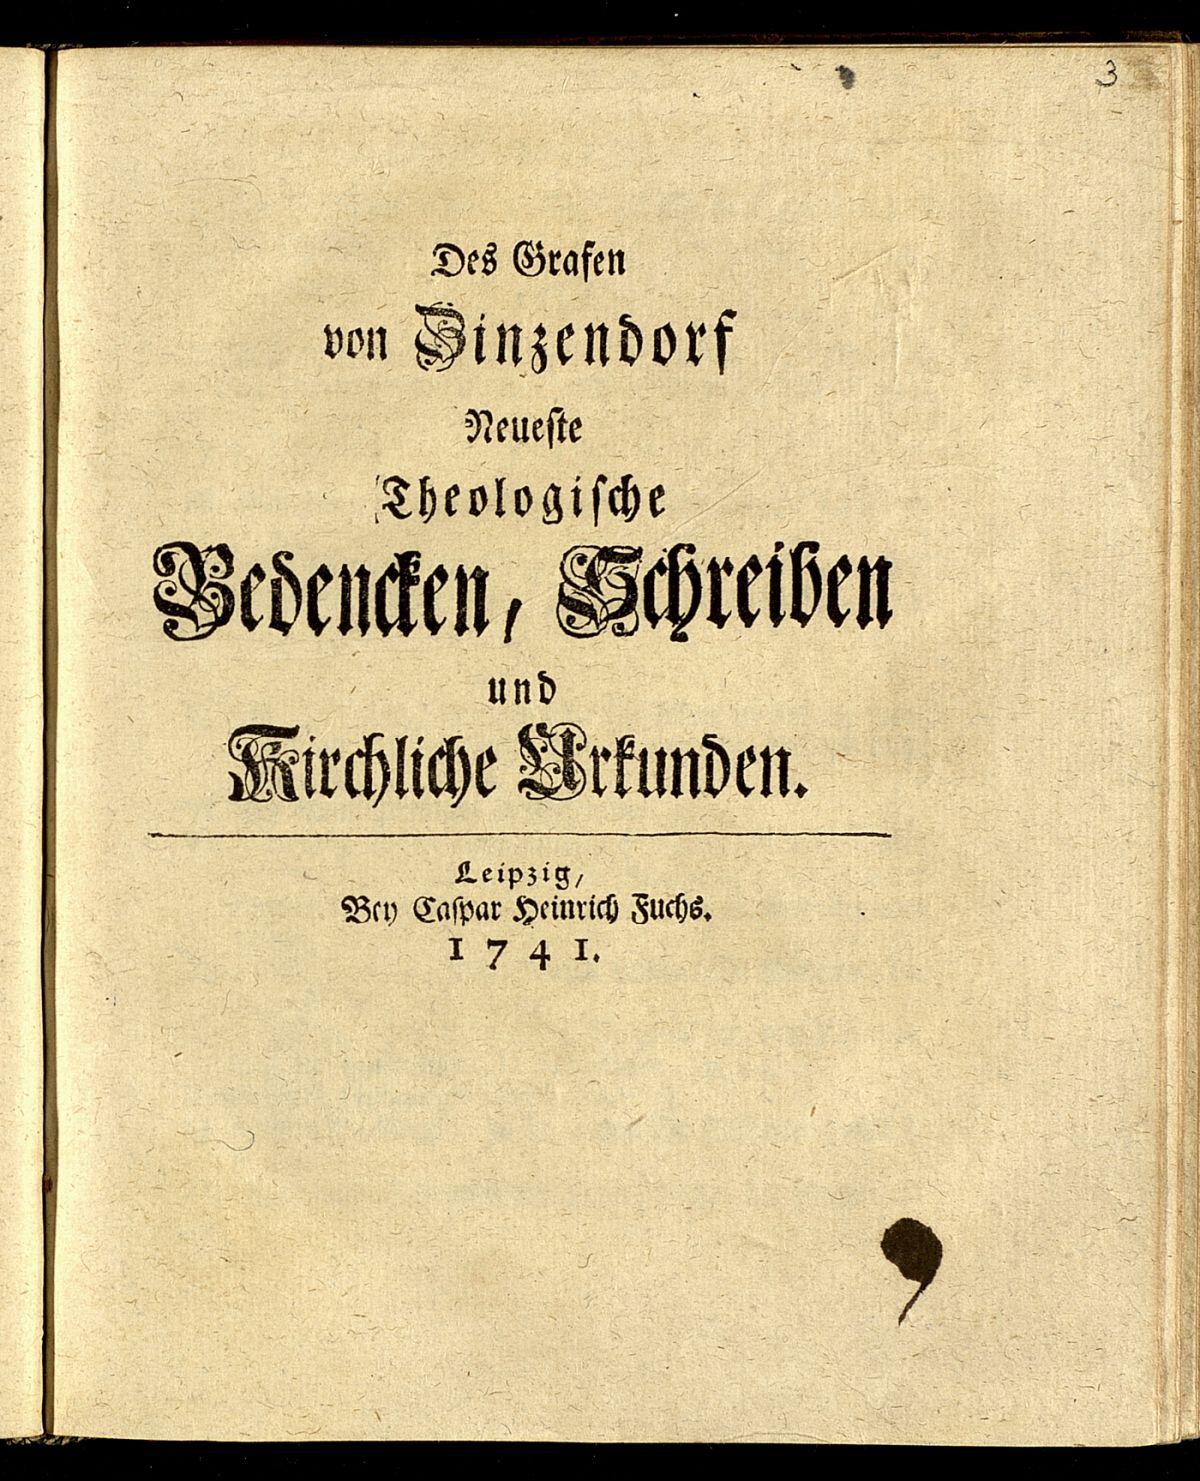 3
Des Grafen
von Zinzendorf
Neueſte
Theologiſche
Bedencken, Schreiben
und
Kirchliche Urkunden.
Leipzig,
Bey Caſpar Heinrich Fuchs.
1741.